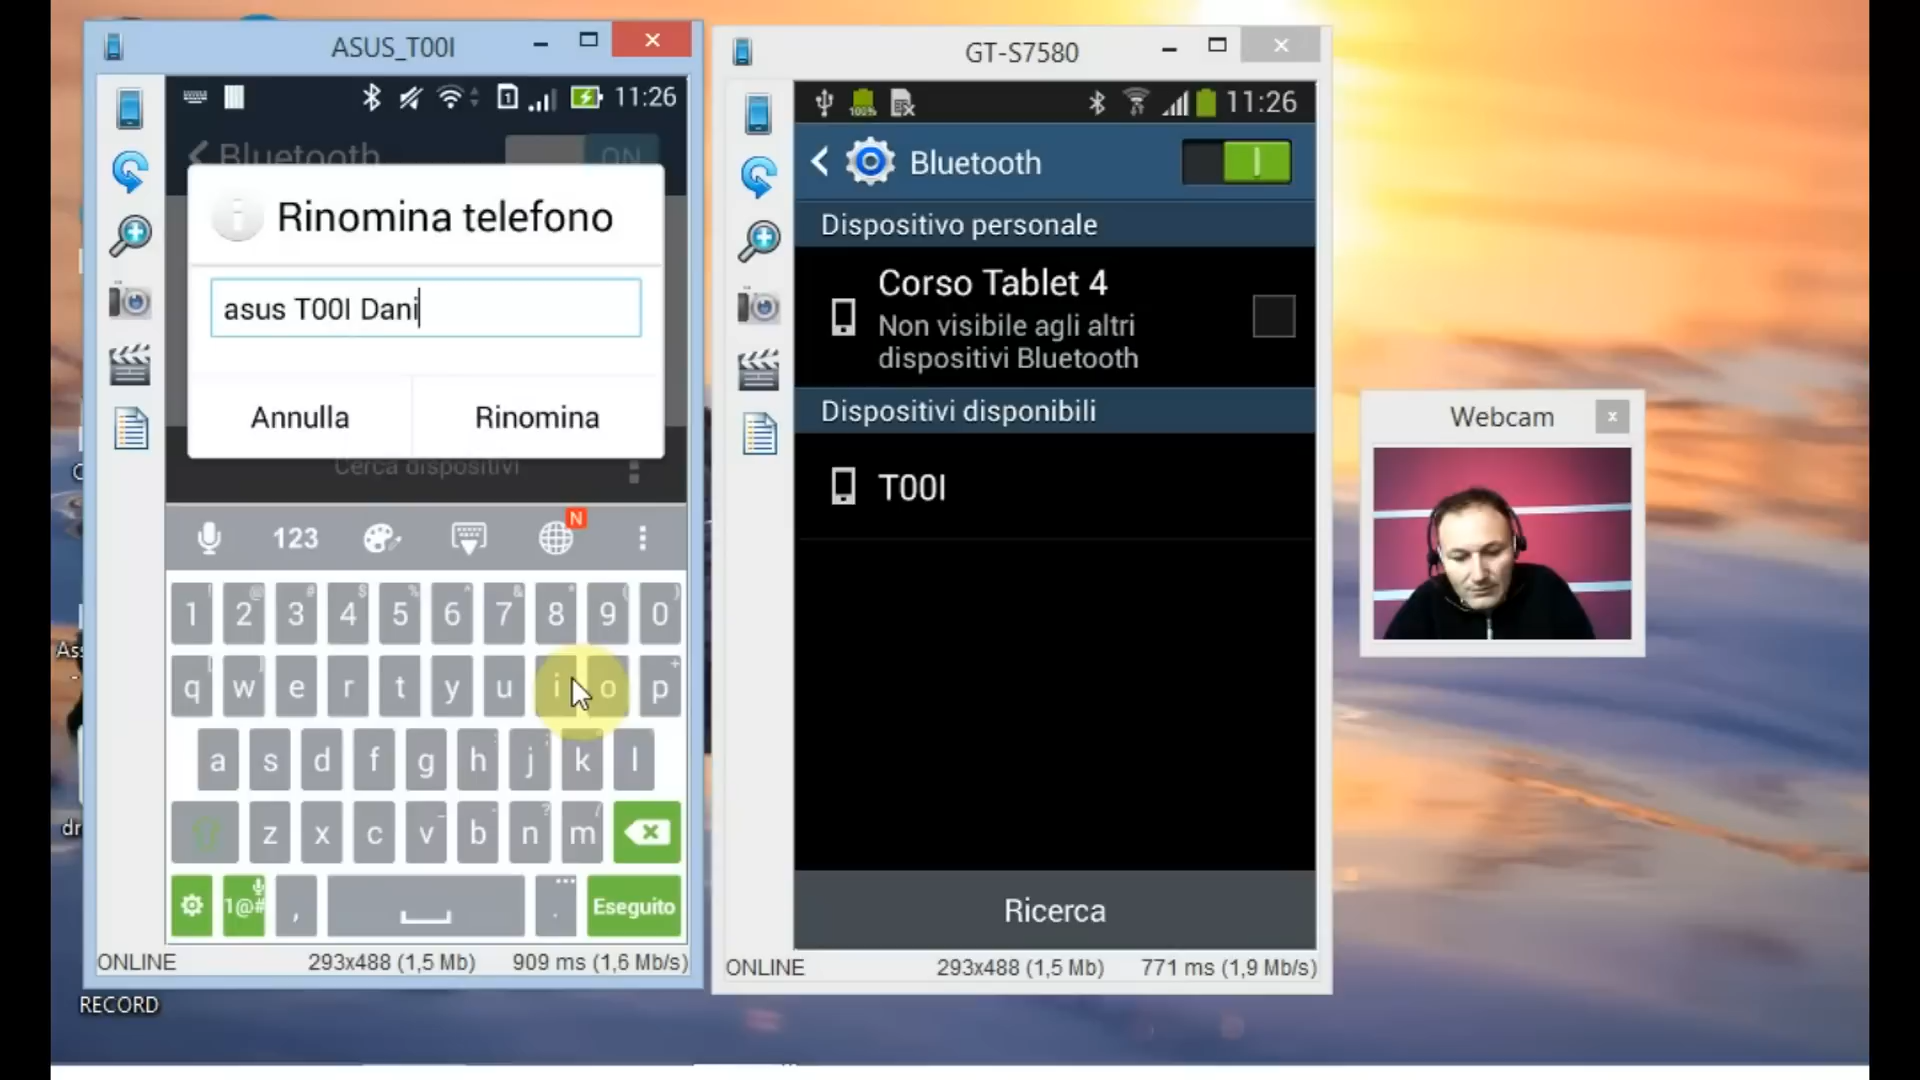 ASUS_T00I
1
11:26
Bluetooth
ON
Rinomina telefono
asus T00I Dani
Annulla
Rinomina
Cerca dispositivi
123
N
1 2 3 4 5 6 7 8 9 0
q w e r t y u i o p
a s d f g h j k l
z x c v b n m
1@#
,
.
Eseguito
ONLINE
293x488 (1,5 Mb)
909 ms (1,6 Mb/s)
RECORD
GT-S7580
100%
11:26
Bluetooth
Dispositivo personale
Corso Tablet 4
Non visibile agli altri
dispositivi Bluetooth
Dispositivi disponibili
T00I
Ricerca
ONLINE
293x488 (1,5 Mb)
771 ms (1,9 Mb/s)
Webcam